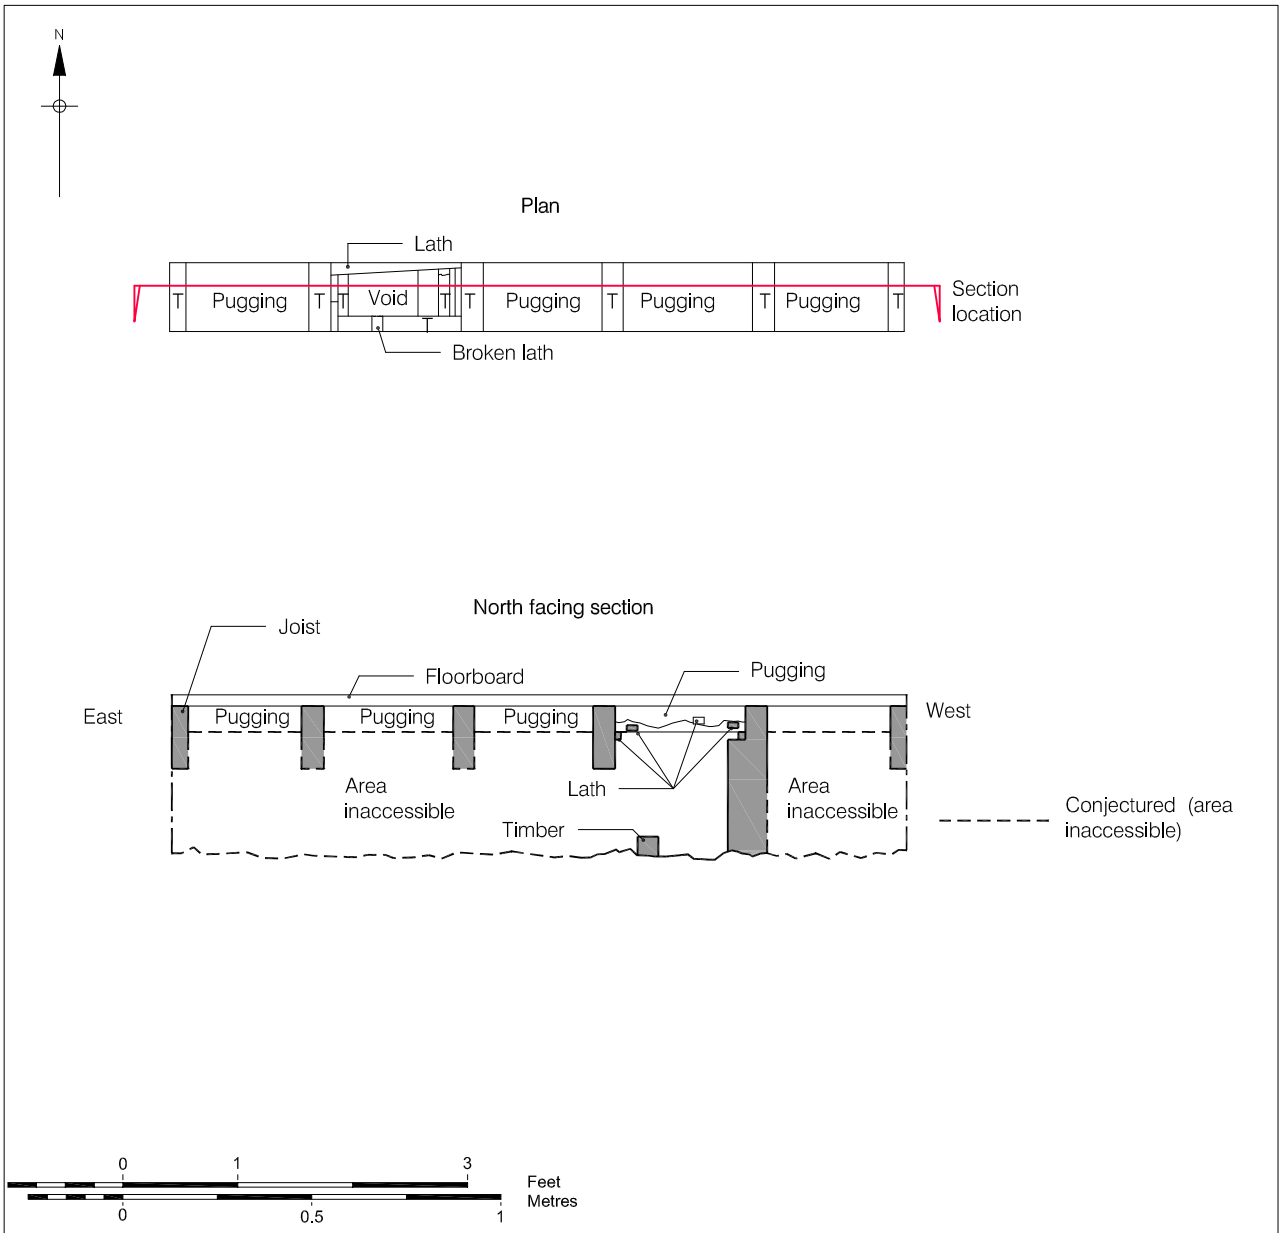 N
Plan
Lath
T Pugging T T Void T T Pugging T Pugging T Pugging T
Section
location
T
Broken lath
North facing section
Joist
Floorboard
Pugging
East
Pugging Pugging Pugging
West
Area
inaccessible
Lath
Area
inaccessible
Timber
Conjectured (area
inaccessible)
0 1 3
Feet
Metres
0 0.5 1